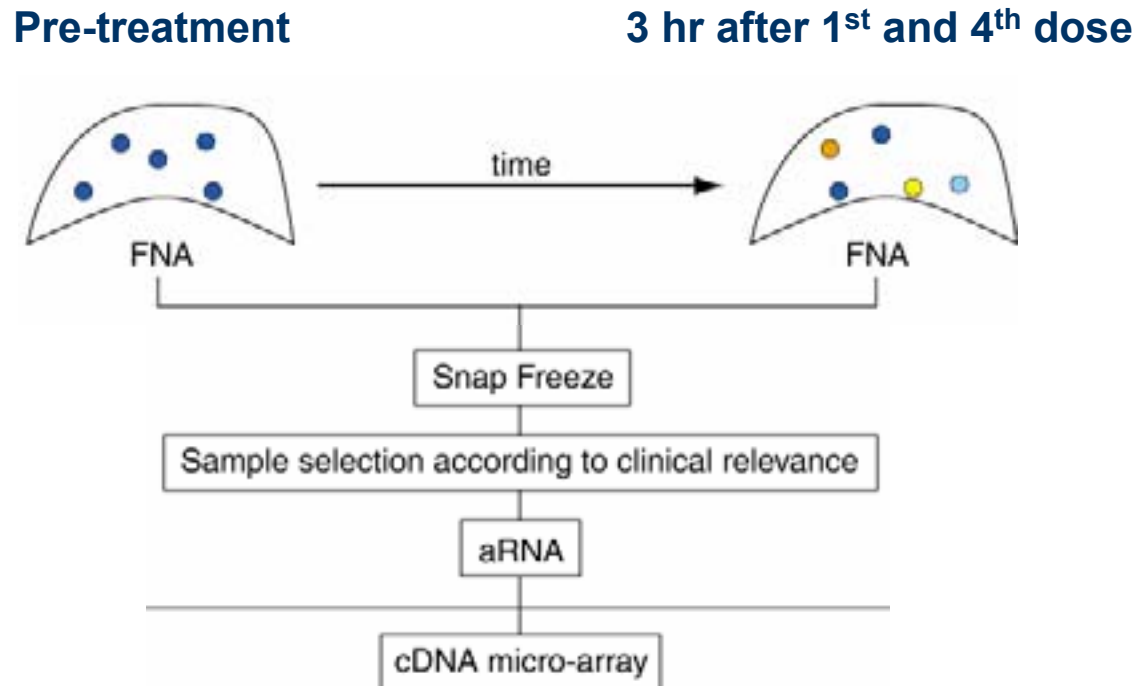 Pre-treatment
3 hr after 1st and 4th dose
time
FNA
FNA
Snap Freeze
Sample selection according to clinical relevance
aRNA
cDNA micro-array